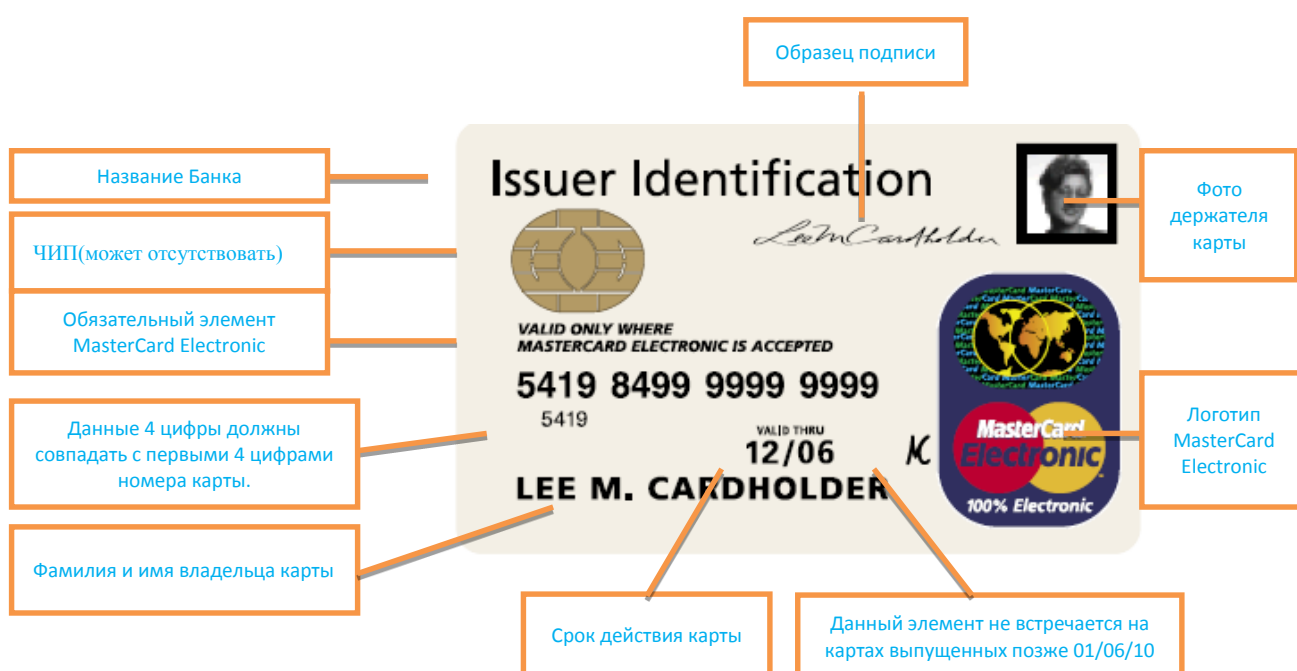 Образец подписи
Название Банка
ЧИП(может отсутствовать)
Обязательный элемент
MasterCard Electronic
Данные 4 цифры должны
совпадать с первыми 4 цифрами
номера карты.
Фамилия и имя владельца карты
Issuer Identification
LeeMCardholder
VALID ONLY WHERE
MASTERCARD ELECTRONIC IS ACCEPTED
5419 8499 9999 9999
5419
VALID THRU
12/06
MC
LEE M. CARDHOLDER
MasterCard
Electronic
100% Electronic
Фото
держателя
карты
Логотип
MasterCard
Electronic
Срок действия карты
Данный элемент не встречается на
картах выпущенных позже 01/06/10